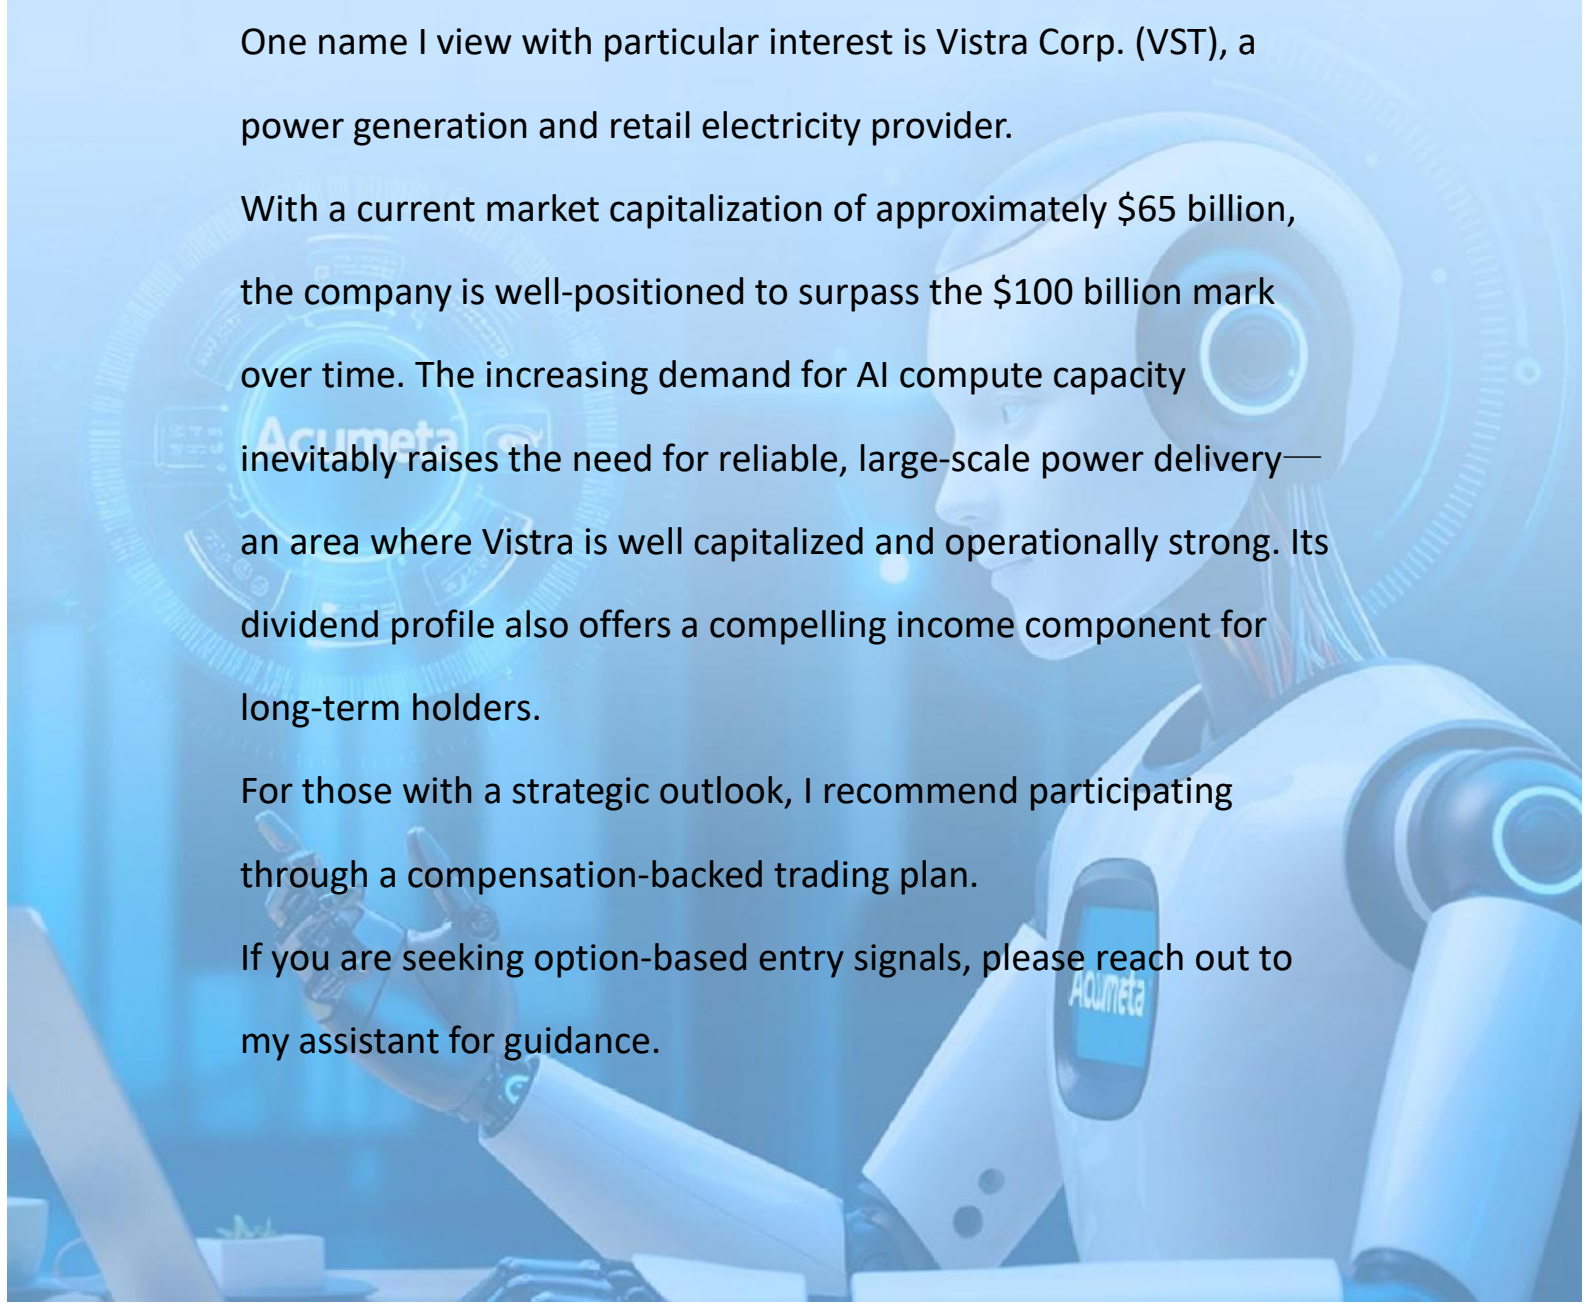 One name I view with particular interest is Vistra Corp. (VST), a
power generation and retail electricity provider.
With a current market capitalization of approximately $65 billion,
the company is well-positioned to surpass the $100 billion mark
over time. The increasing demand for AI compute capacity
Acumeta
inevitably raises the need for reliable, large-scale power delivery—
an area where Vistra is well capitalized and operationally strong. Its
dividend profile also offers a compelling income component for
long-term holders.
For those with a strategic outlook, I recommend participating
through a compensation-backed trading plan.
If you are seeking option-based entry signals, please reach out to
Acumeta
my assistant for guidance.